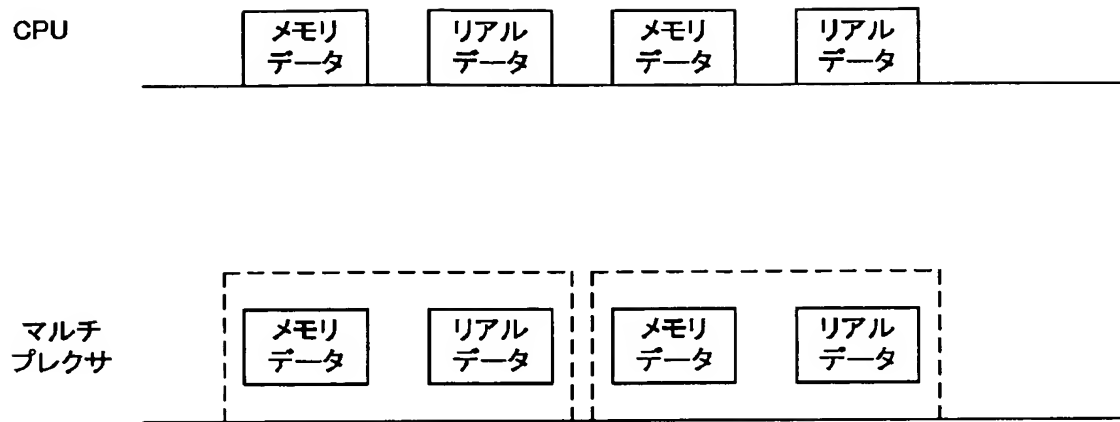 CPU
メモリ
データ
リアル
データ
メモリ
データ
リアル
データ
マルチ
プレクサ
メモリ
データ
リアル
データ
メモリ
データ
リアル
データ